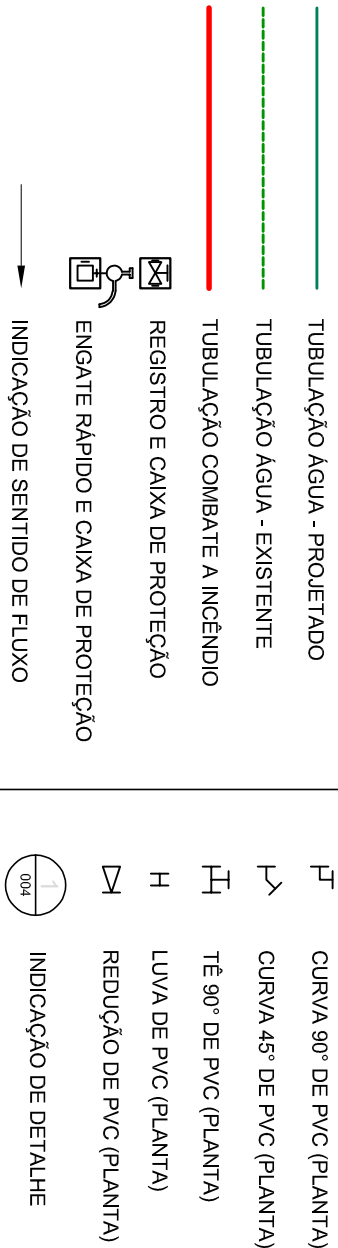 TUBULAÇÃO ÁGUA - PROJETADO
TUBULAÇÃO ÁGUA - EXISTENTE
TUBULAÇÃO COMBATE A INCÊNDIO
REGISTRO E CAIXA DE PROTEÇÃO
ENGATE RÁPIDO E CAIXA DE PROTEÇÃO
INDICAÇÃO DE SENTIDO DE FLUXO
CURVA 90° DE PVC (PLANTA)
CURVA 45° DE PVC (PLANTA)
TÊ 90° DE PVC (PLANTA)
LUVA DE PVC (PLANTA)
REDUÇÃO DE PVC (PLANTA)
1
004
INDICAÇÃO DE DETALHE